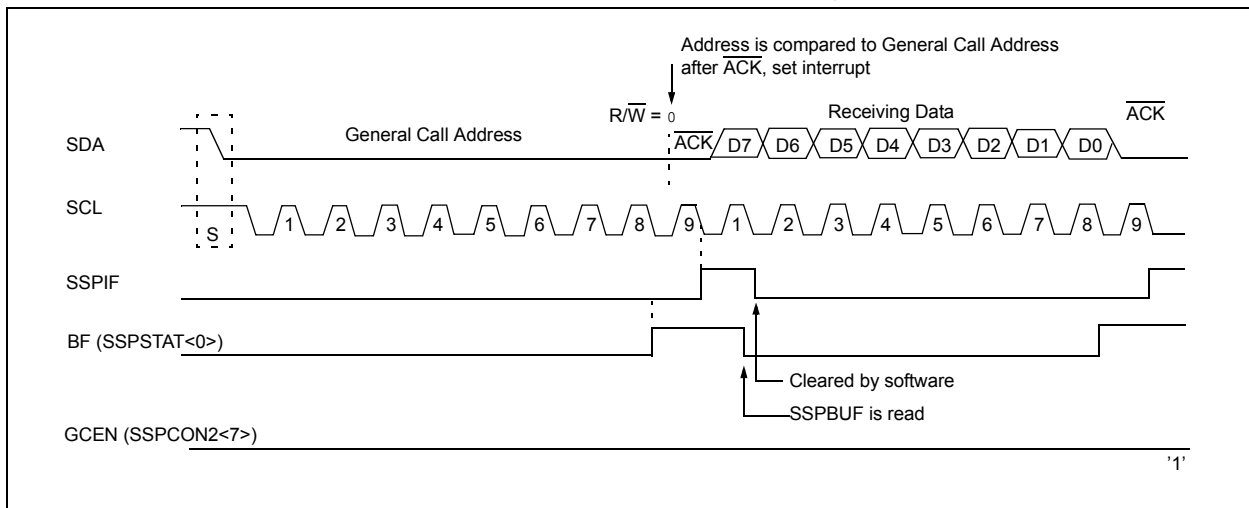 Address is compared to General Call Address
after ACK, set interrupt
R/W = 0
General Call Address
Receiving Data
ACK
SDA
ACK
D7 D6 D5 D4 D3 D2 D1 D0
SCL
S
1 2 3 4 5 6 7 8 9 1 2 3 4 5 6 7 8 9
SSPIF
BF (SSPSTAT<0>)
Cleared by software
SSPBUF is read
GCEN (SSPCON2<7>)
'1'